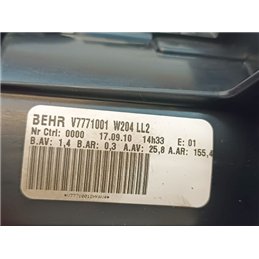 BEHR V7771001 W204 LL2
Nr Ctrl: 0000 17.09.10 14h33 E: 01
B.AV: 1,4 B.AR: 0,3 A.AV: 25,8 A.AR: 155,4